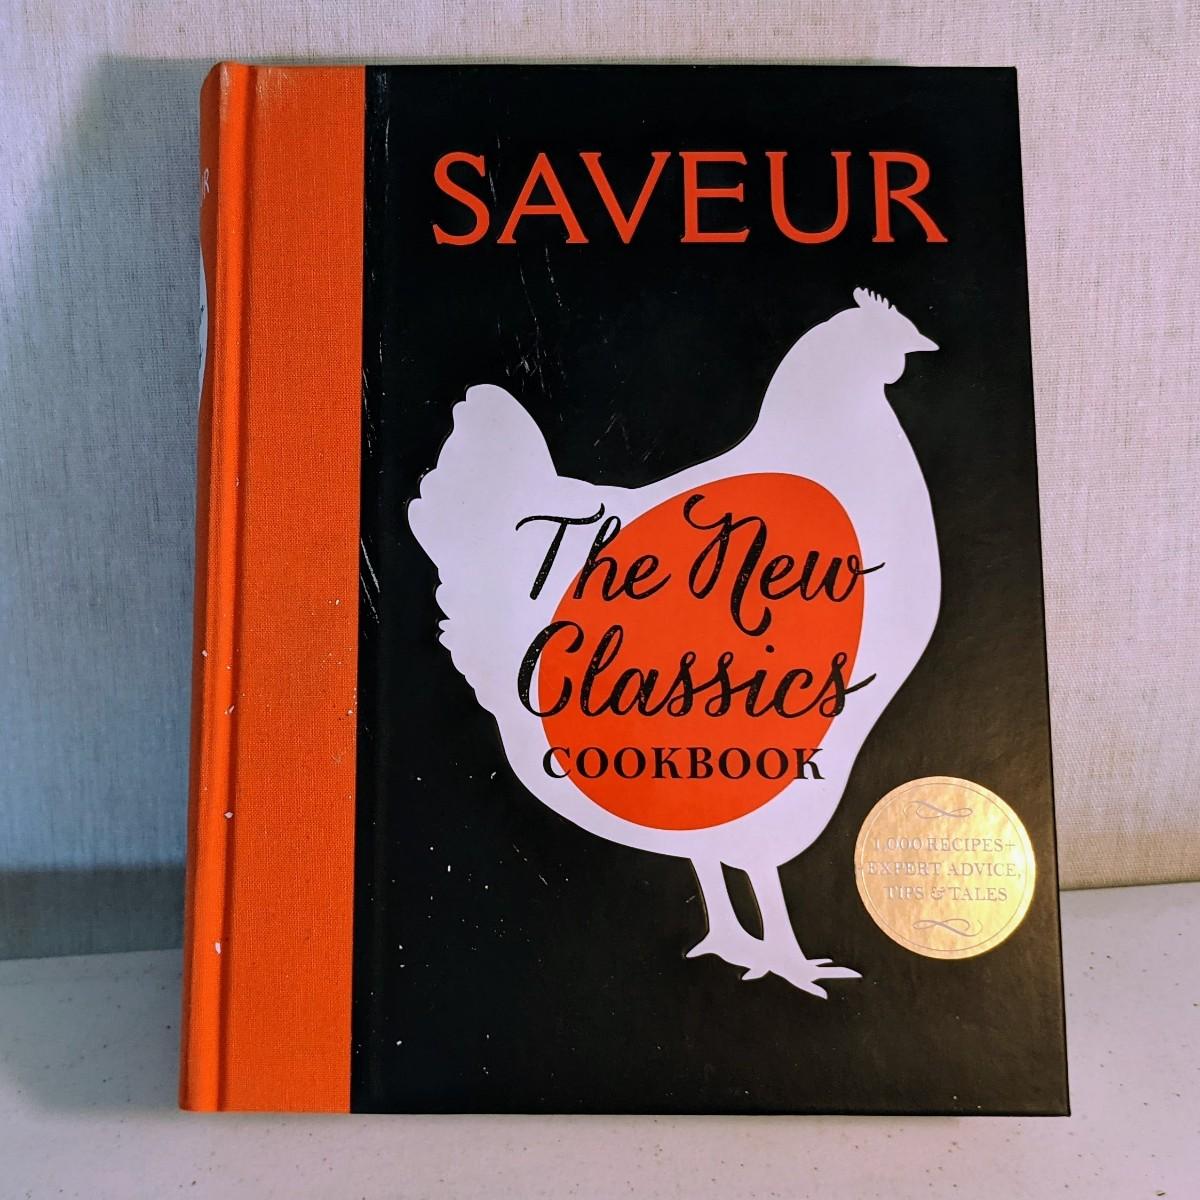 SAVEUR
The New
Classics
COOKBOOK
1,000 RECIPES+
EXPERT ADVICE,
TIPS & TALES